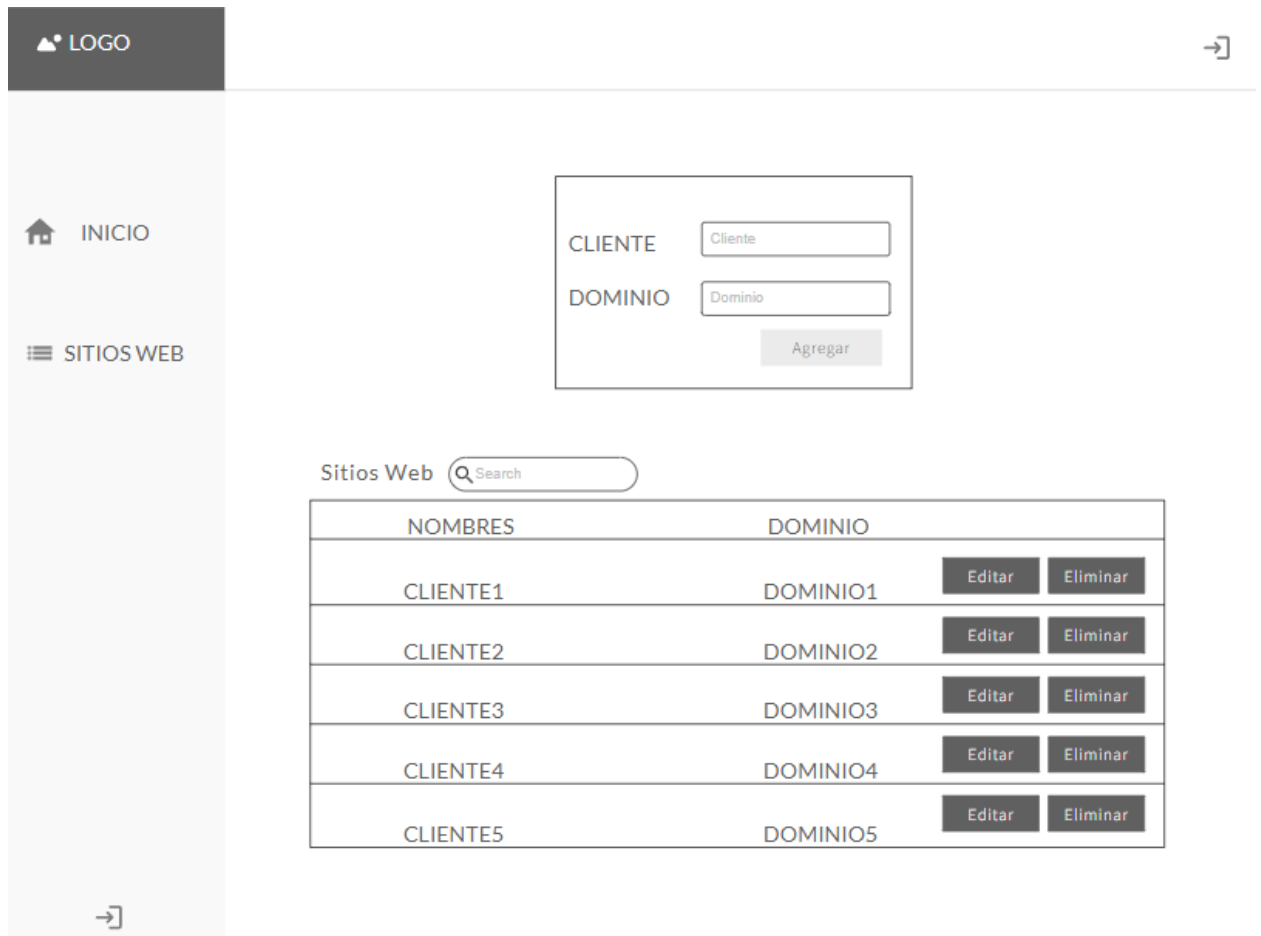 LOGO
INICIO
SITIOS WEB
CLIENTE Cliente
DOMINIO Dominio
Agregar
Sitios Web Search
NOMBRES DOMINIO
CLIENTE1 DOMINIO1 Editar Eliminar
CLIENTE2 DOMINIO2 Editar Eliminar
CLIENTE3 DOMINIO3 Editar Eliminar
CLIENTE4 DOMINIO4 Editar Eliminar
CLIENTE5 DOMINIO5 Editar Eliminar